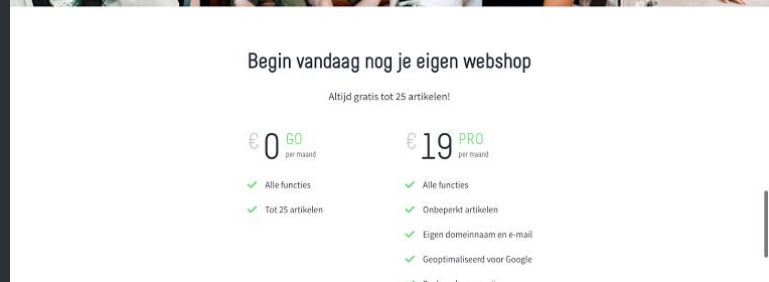 Begin vandaag nog je eigen webshop
Altijd gratis tot 25 artikelen!
€ 0 GO
per maand
Alle functies
Tot 25 artikelen
€ 19 PRO
per maand
Alle functies
Onbeperkt artikelen
Eigen domeinnaam en e-mail
Geoptimaliseerd voor Google